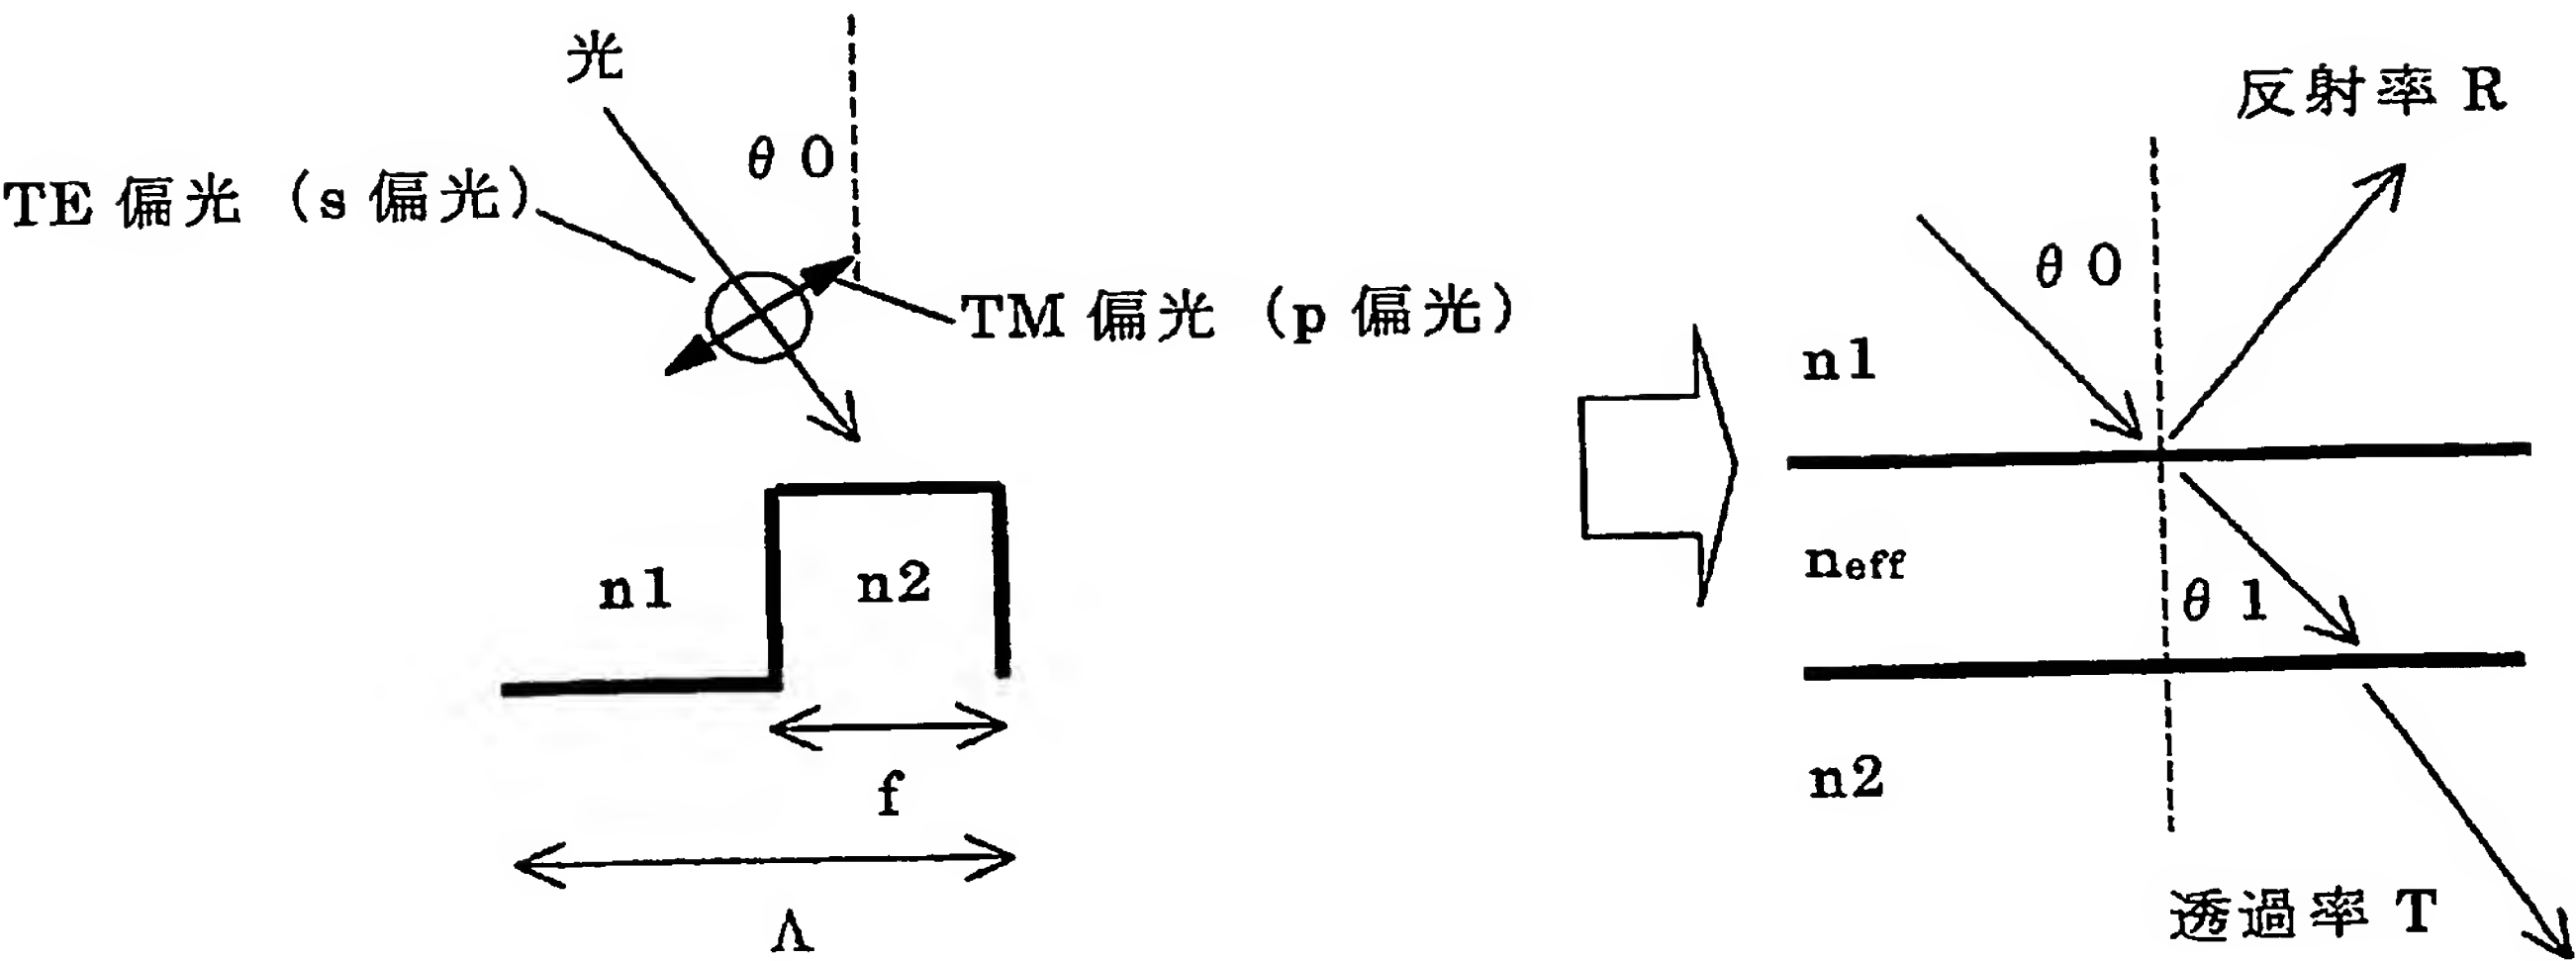 光
θ 0
TE 偏光 (s 偏光)
TM 偏光 (p 偏光)
n1
n2
f
Λ
反射率 R
θ 0
n1
neff
θ 1
n2
透過率 T